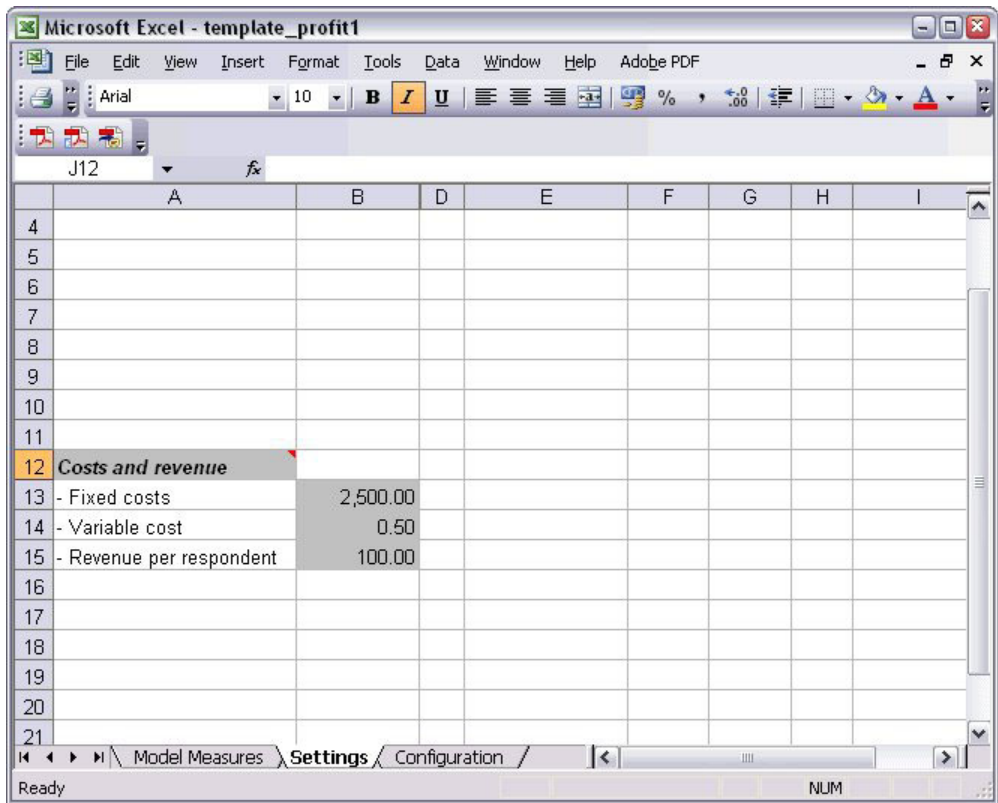 Microsoft Excel - template_profit1
File Edit View Insert Format Tools Data Window Help Adobe PDF
Arial 10 B I U % , .00
J12 fx
A B D E F G H I
4
5
6
7
8
9
10
11
12 Costs and revenue
13 - Fixed costs 2,500.00
14 - Variable cost 0.50
15 - Revenue per respondent 100.00
16
17
18
19
20
21
Model Measures Settings Configuration
Ready NUM